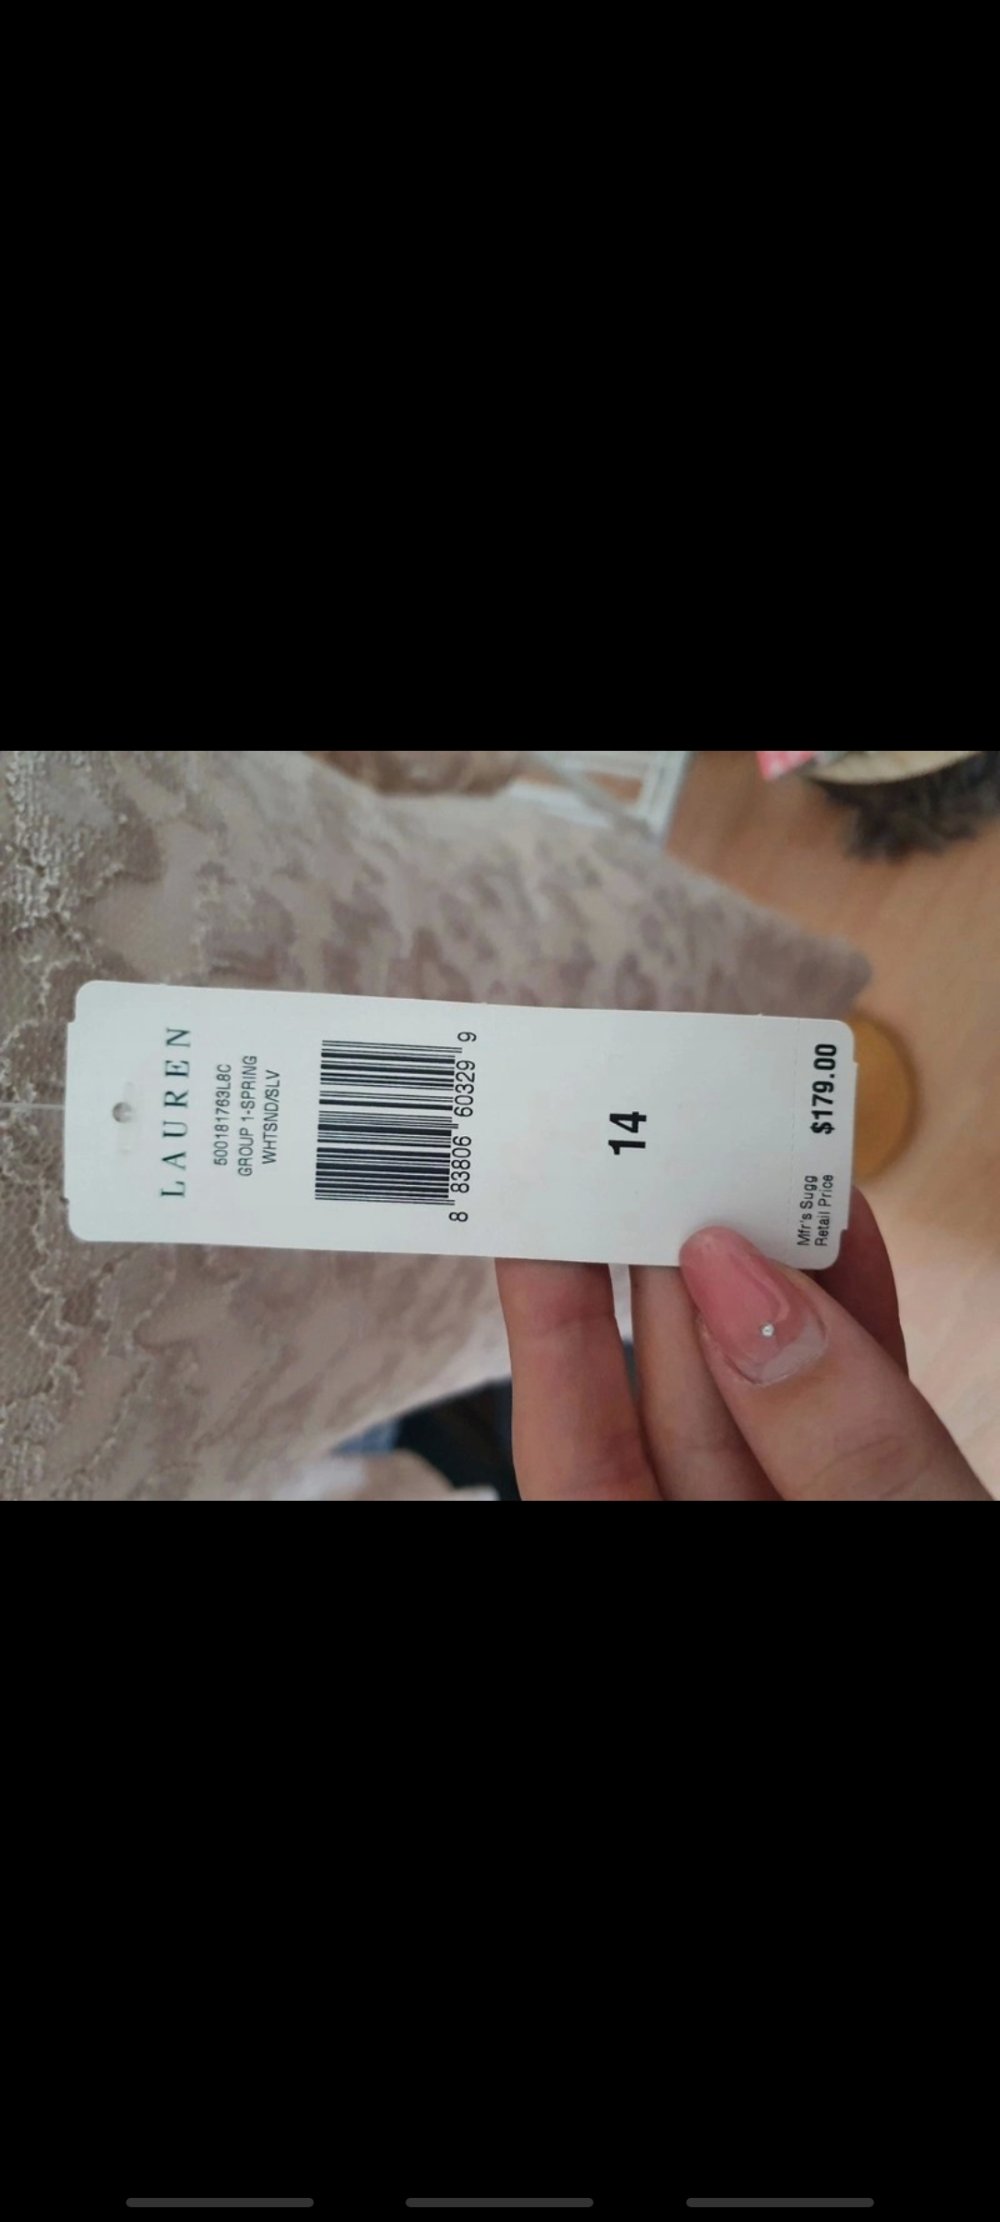 LAUREN
500181763L8C
GROUP 1-SPRING
WHTSND/SLV
8 83806 60329 9
14
Mfr's Sugg
Retail Price
$179.00